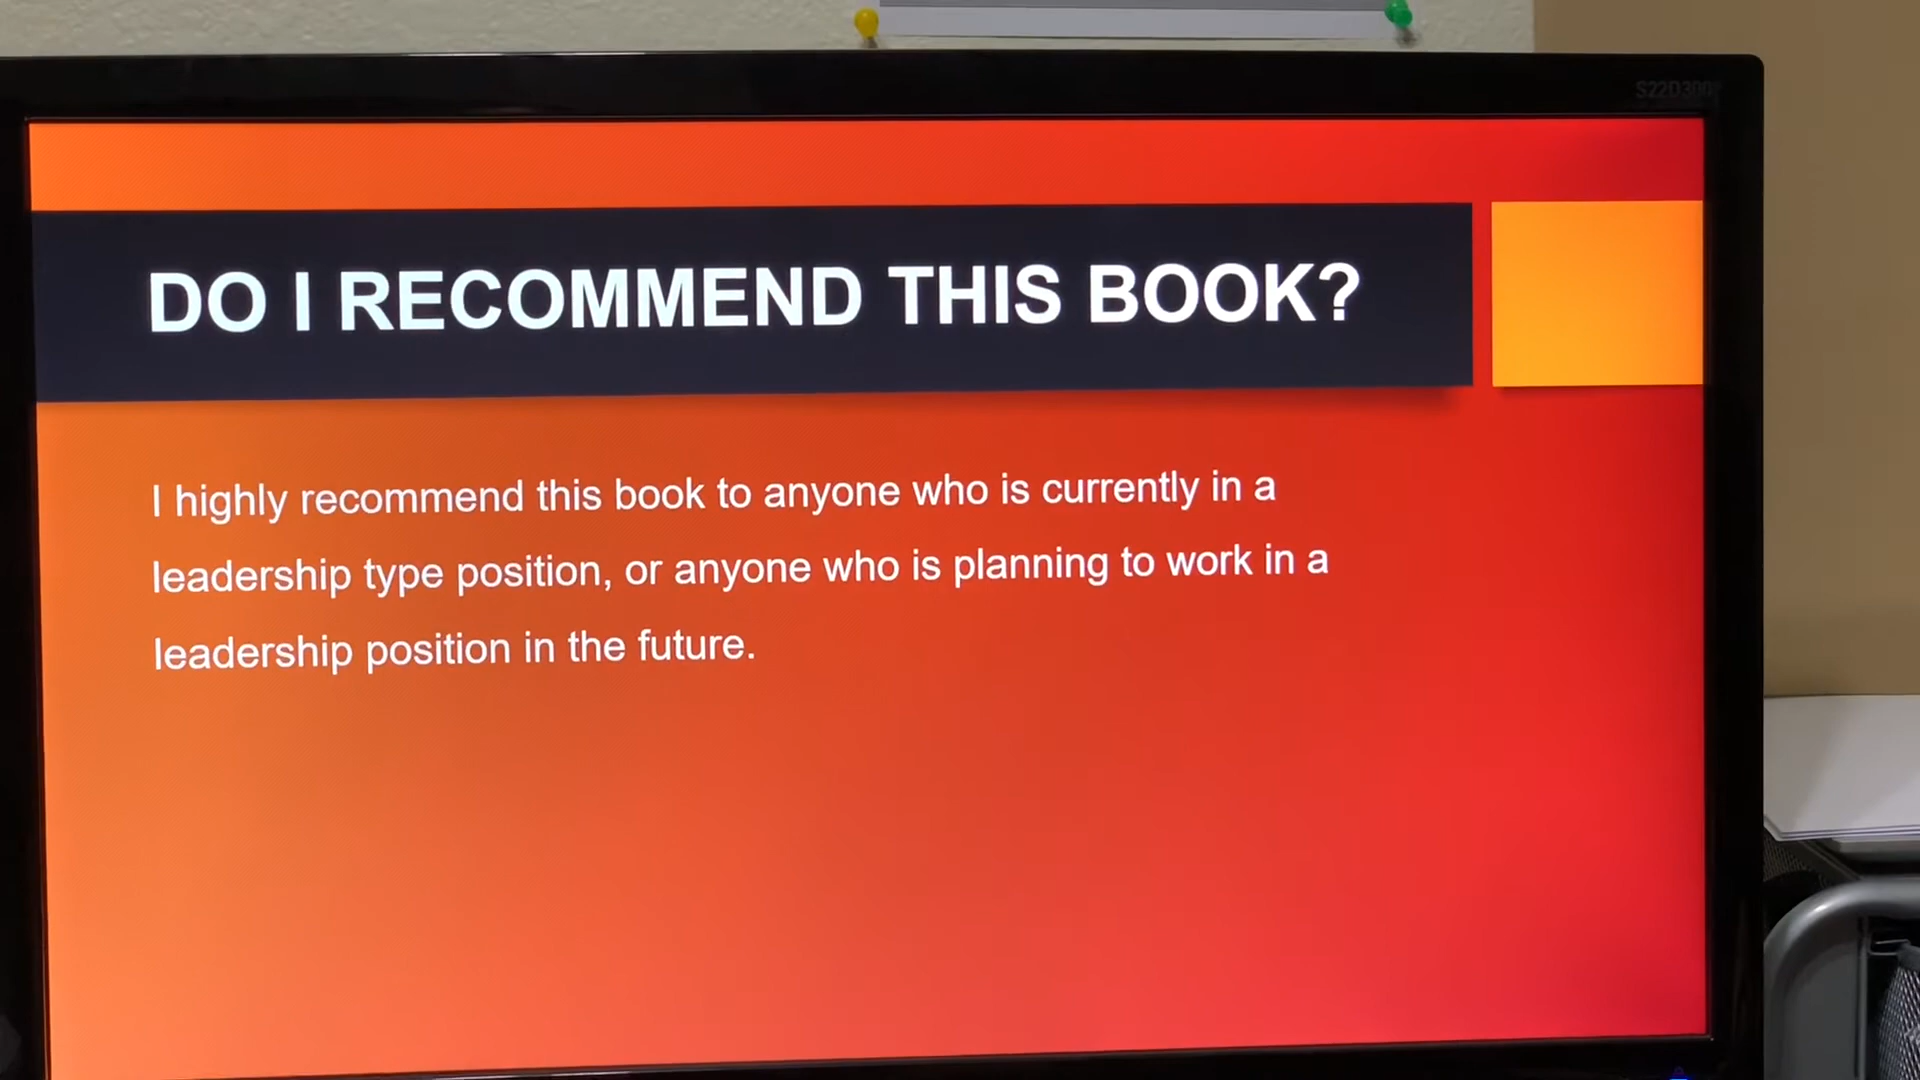 S22D300
DO I RECOMMEND THIS BOOK?
I highly recommend this book to anyone who is currently in a
leadership type position, or anyone who is planning to work in a
leadership position in the future.